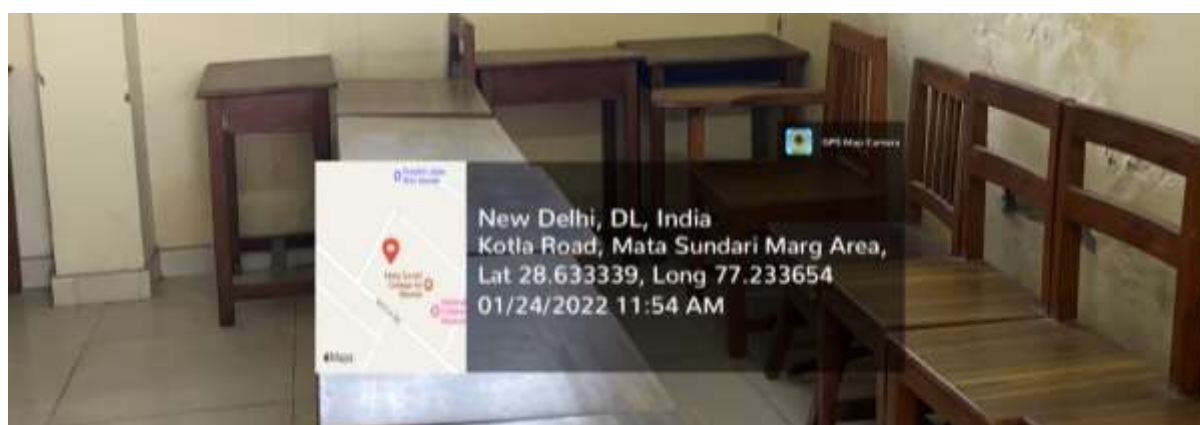 GPS Map Camera
New Delhi, DL, India
Kotla Road, Mata Sundari Marg Area,
Lat 28.633339, Long 77.233654
01/24/2022 11:54 AM
Maps